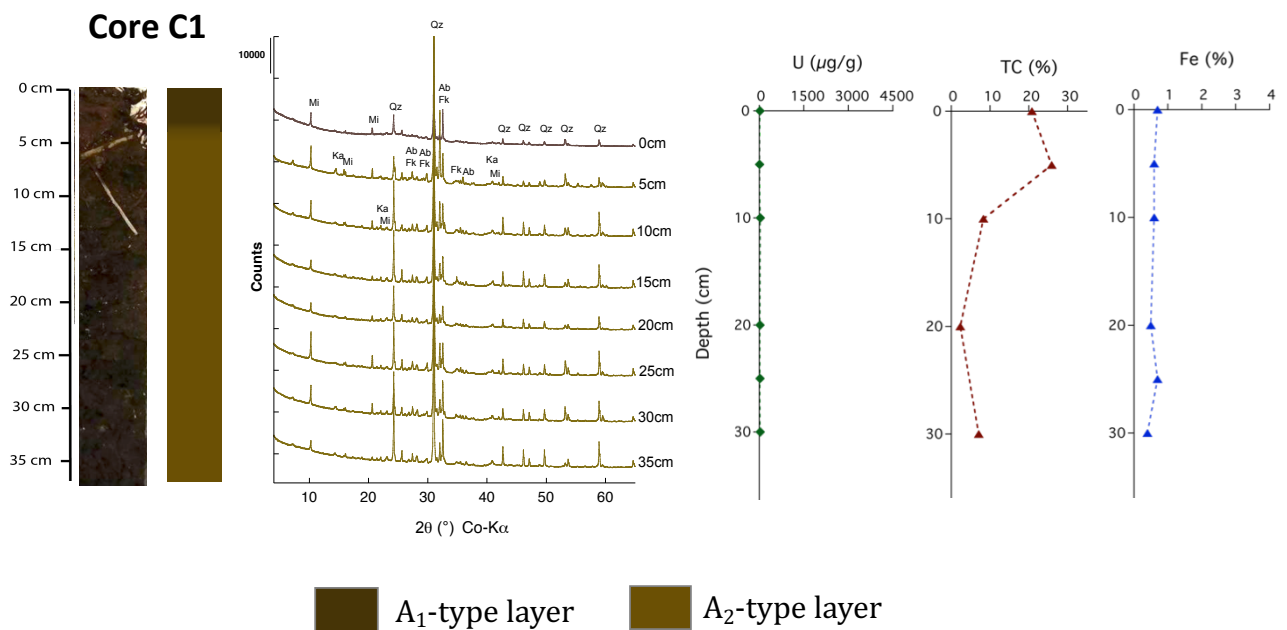 Core C1
0 cm
5 cm
10 cm
15 cm
20 cm
25 cm
30 cm
35 cm
10000
Counts
Qz
Ab
Fk
Mi
Mi
Qz
Qz
Qz
Qz
Qz
Qz
0cm
Ka
Mi
Ab
Fk
Ab
Fk
Fk
Ab
Ka
Mi
5cm
Ka
Mi
10cm
15cm
20cm
25cm
30cm
35cm
10 20 30 40 50 60
2θ (°) Co-Kα
U (µg/g)
0 1500 3000 4500
Depth (cm)
0
10
20
30
TC (%)
0 10 20 30
0
10
20
30
Fe (%)
0 1 2 3 4
0
10
20
30
A1-type layer
A2-type layer